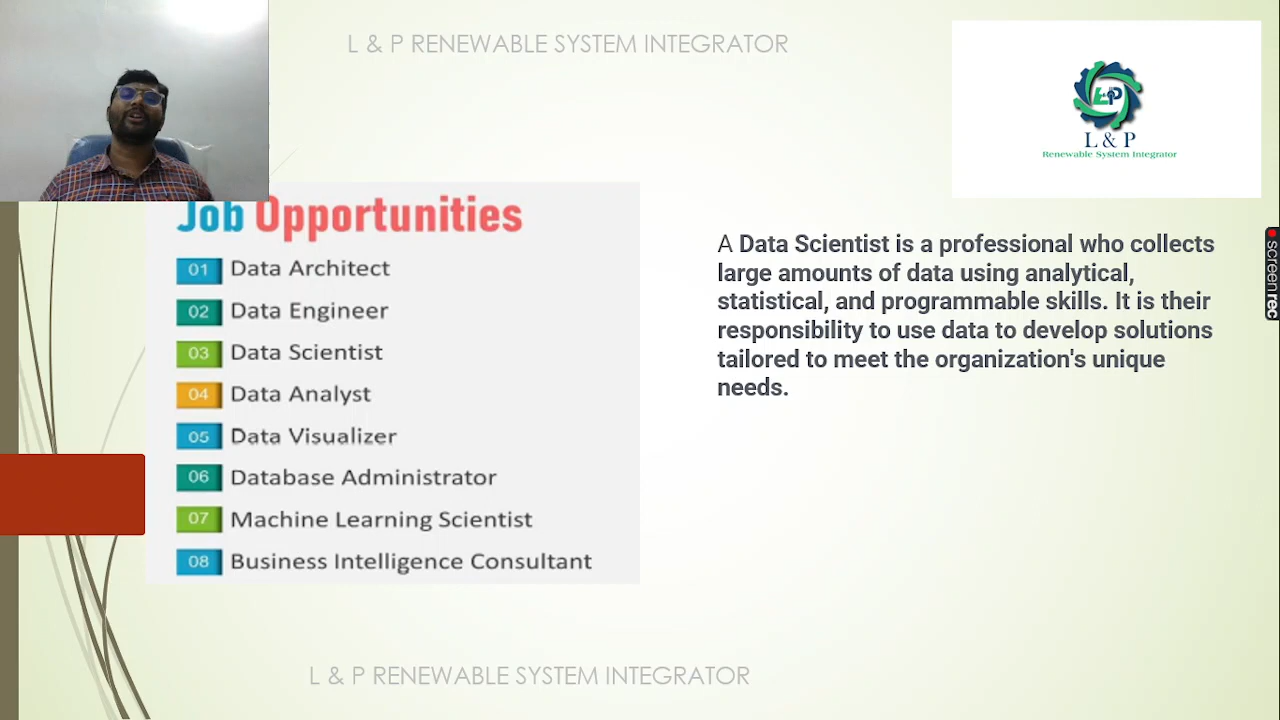 L & P RENEWABLE SYSTEM INTEGRATOR
L&P
L & P
Renewable System Integrator
Job Opportunities
01 Data Architect
02 Data Engineer
03 Data Scientist
04 Data Analyst
05 Data Visualizer
06 Database Administrator
07 Machine Learning Scientist
08 Business Intelligence Consultant
A Data Scientist is a professional who collects
large amounts of data using analytical,
statistical, and programmable skills. It is their
responsibility to use data to develop solutions
tailored to meet the organization's unique
needs.
screenrec
L & P RENEWABLE SYSTEM INTEGRATOR